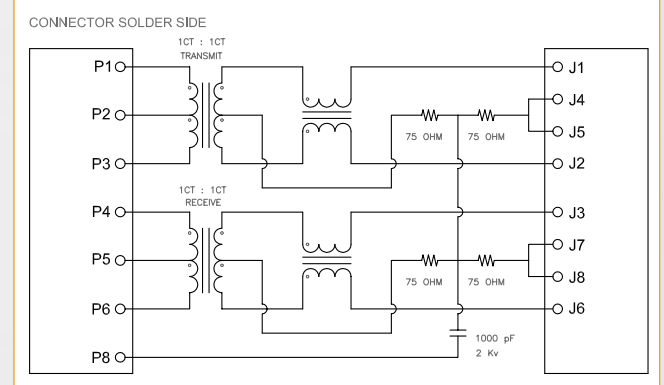 CONNECTOR SOLDER SIDE
1CT : 1CT
TRANSMIT
P1
J1
J4
P2
75 OHM
75 OHM
J5
P3
J2
1CT : 1CT
RECEIVE
P4
J3
J7
P5
75 OHM
75 OHM
J8
P6
J6
1000 pF
2 Kv
P8